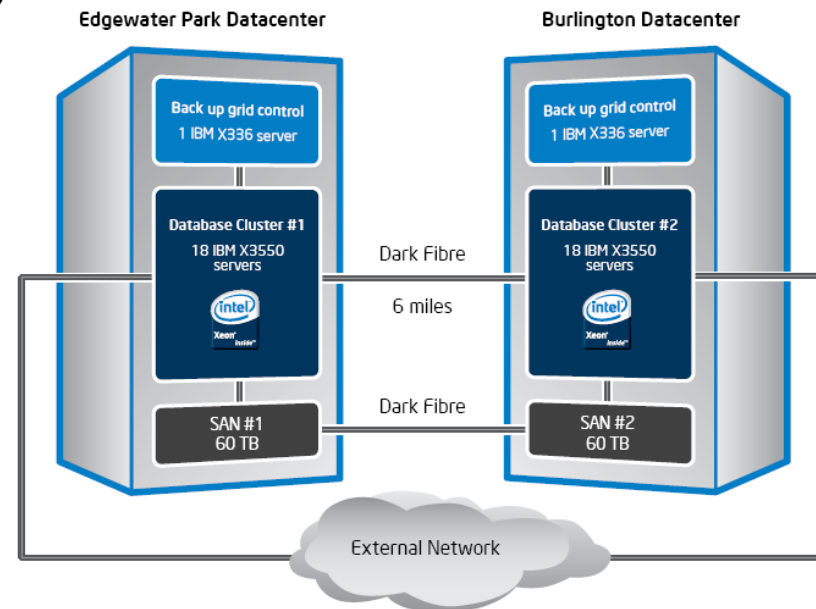 Edgewater Park Datacenter
Burlington Datacenter
Back up grid control
1 IBM X336 server
Back up grid control
1 IBM X336 server
Database Cluster #1
18 IBM X3550
servers
intel
Xeon
inside™
Dark Fibre
6 miles
Database Cluster #2
18 IBM X3550
servers
intel
Xeon
inside™
SAN #1
60 TB
Dark Fibre
SAN #2
60 TB
External Network